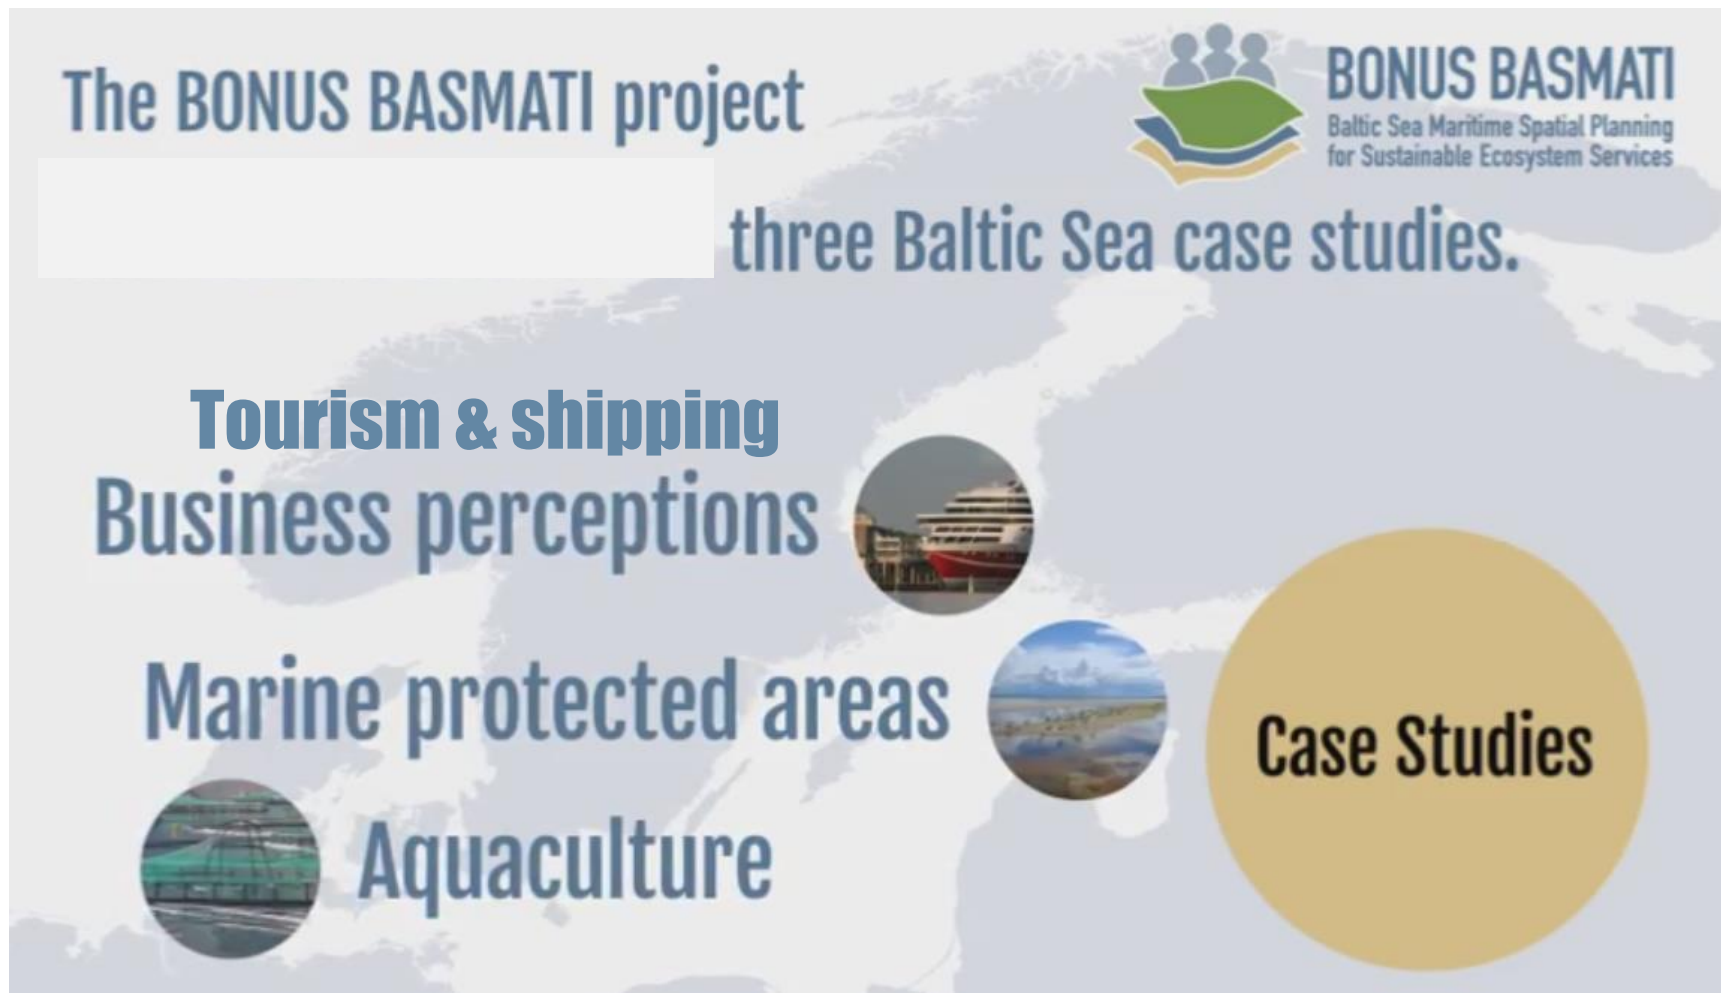 The BONUS BASMATI project
BONUS BASMATI
Baltic Sea Maritime Spatial Planning
for Sustainable Ecosystem Services
three Baltic Sea case studies.
Tourism & shipping
Business perceptions
Marine protected areas
Case Studies
Aquaculture